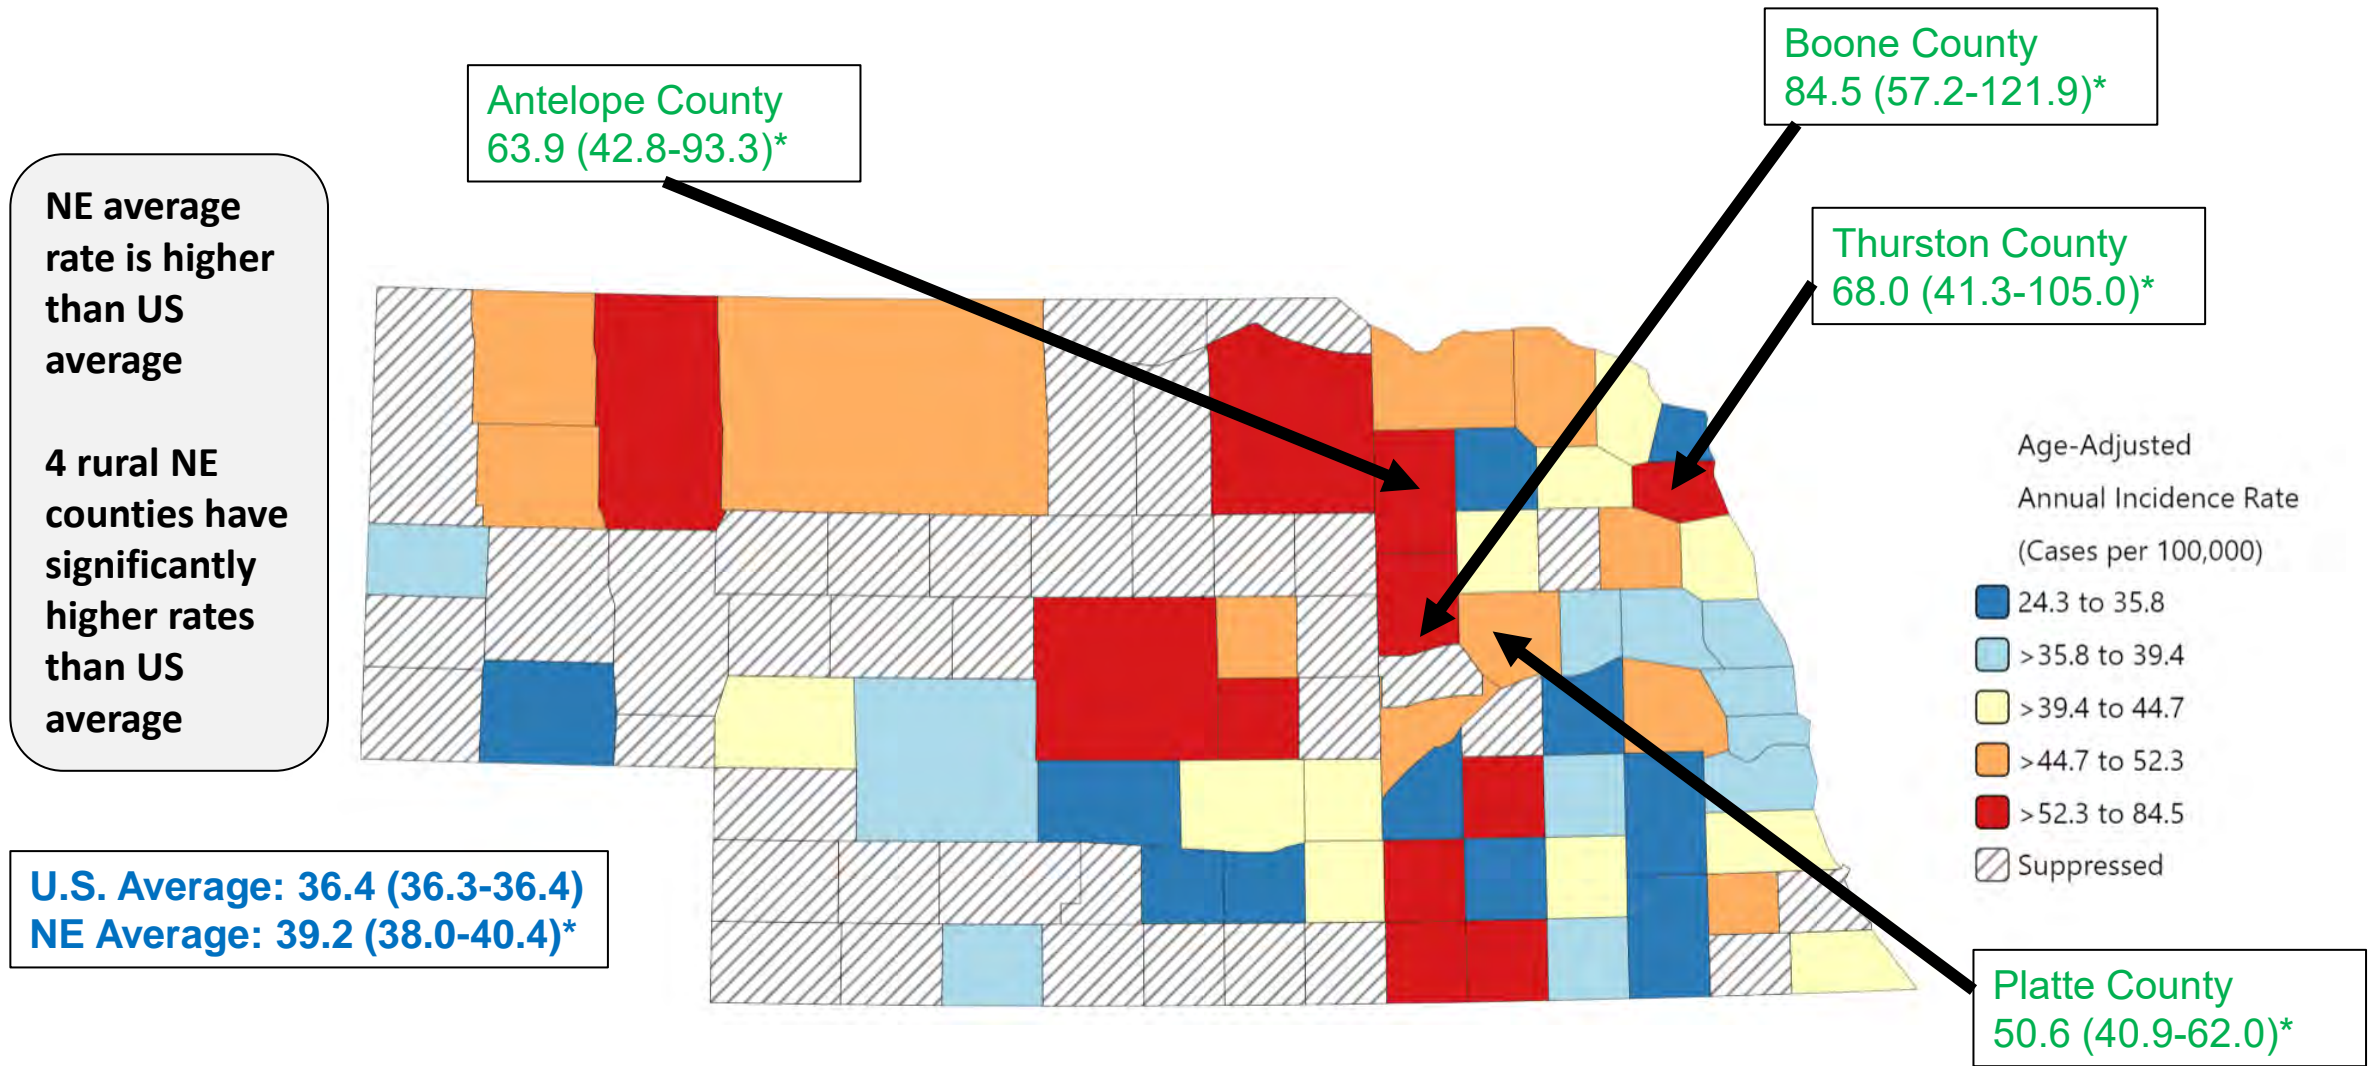 Boone County
84.5 (57.2-121.9)*
Antelope County
63.9 (42.8-93.3)*
NE average
rate is higher
than US
average
4 rural NE
counties have
significantly
higher rates
than US
average
Thurston County
68.0 (41.3-105.0)*
Age-Adjusted
Annual Incidence Rate
(Cases per 100,000)
24.3 to 35.8
>35.8 to 39.4
>39.4 to 44.7
>44.7 to 52.3
>52.3 to 84.5
Suppressed
U.S. Average: 36.4 (36.3-36.4)
NE Average: 39.2 (38.0-40.4)*
Platte County
50.6 (40.9-62.0)*